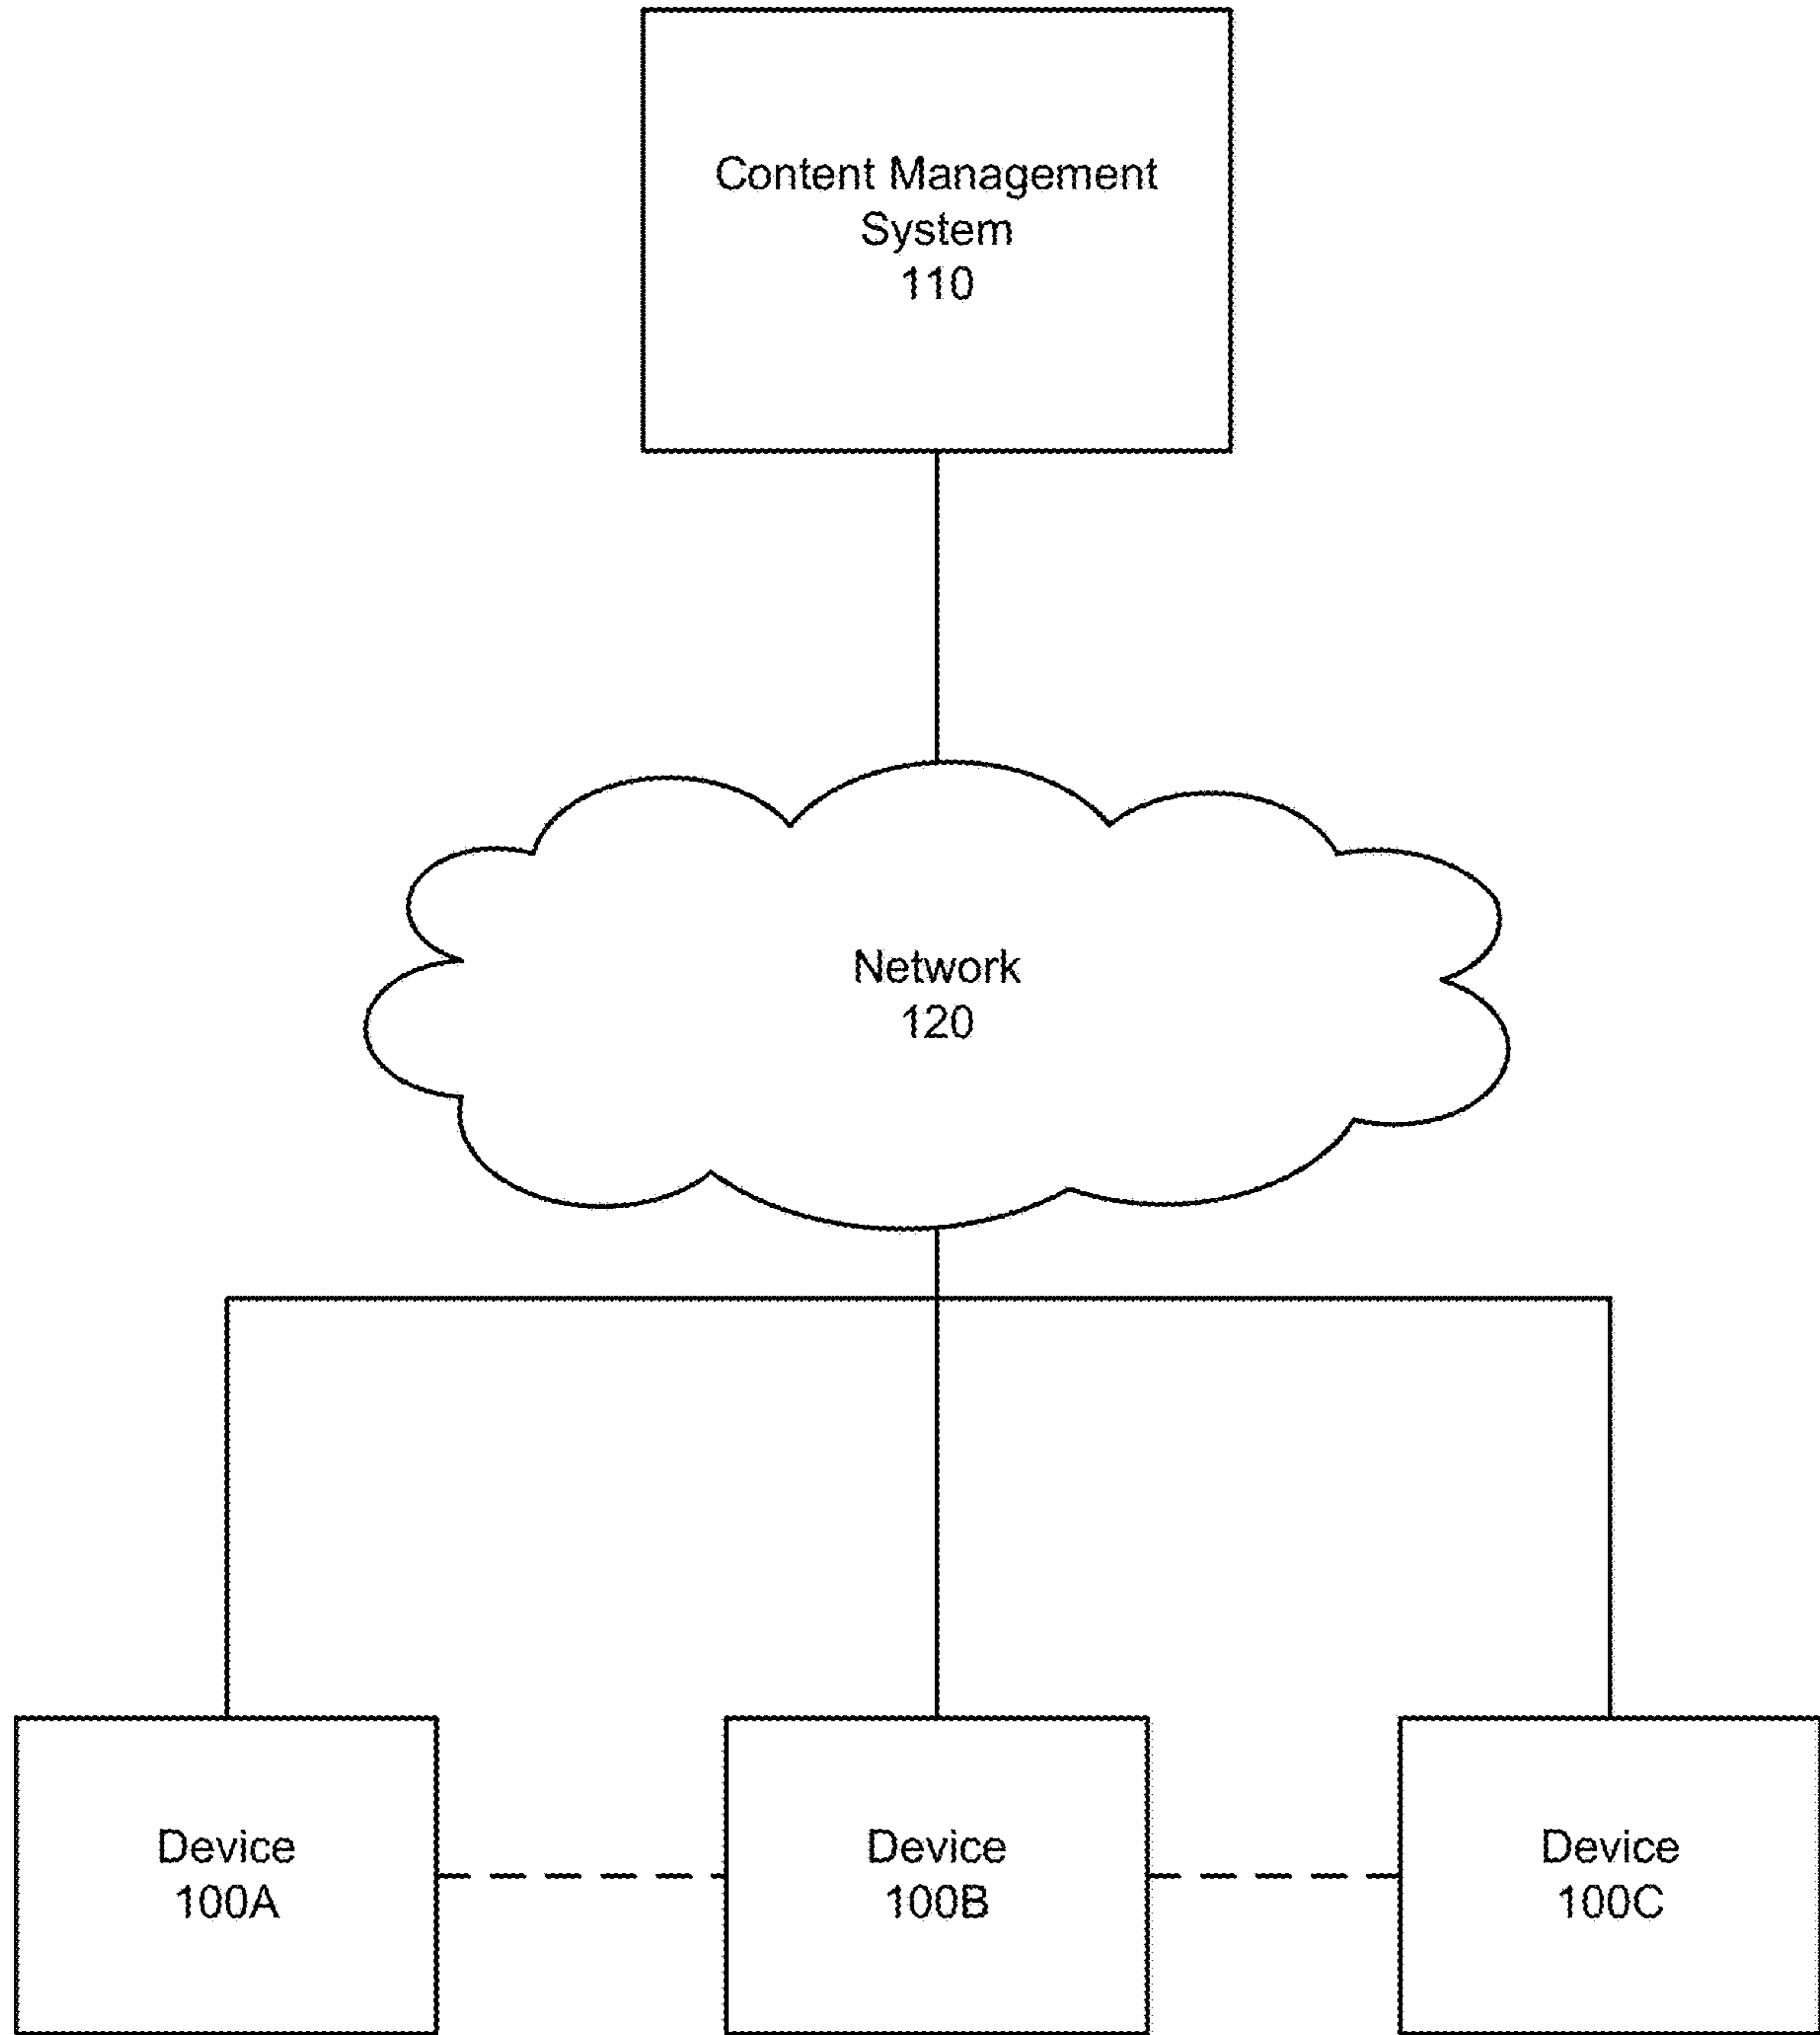 Content Management
System
110
Network
120
Device
100A
Device
100B
Device
100C